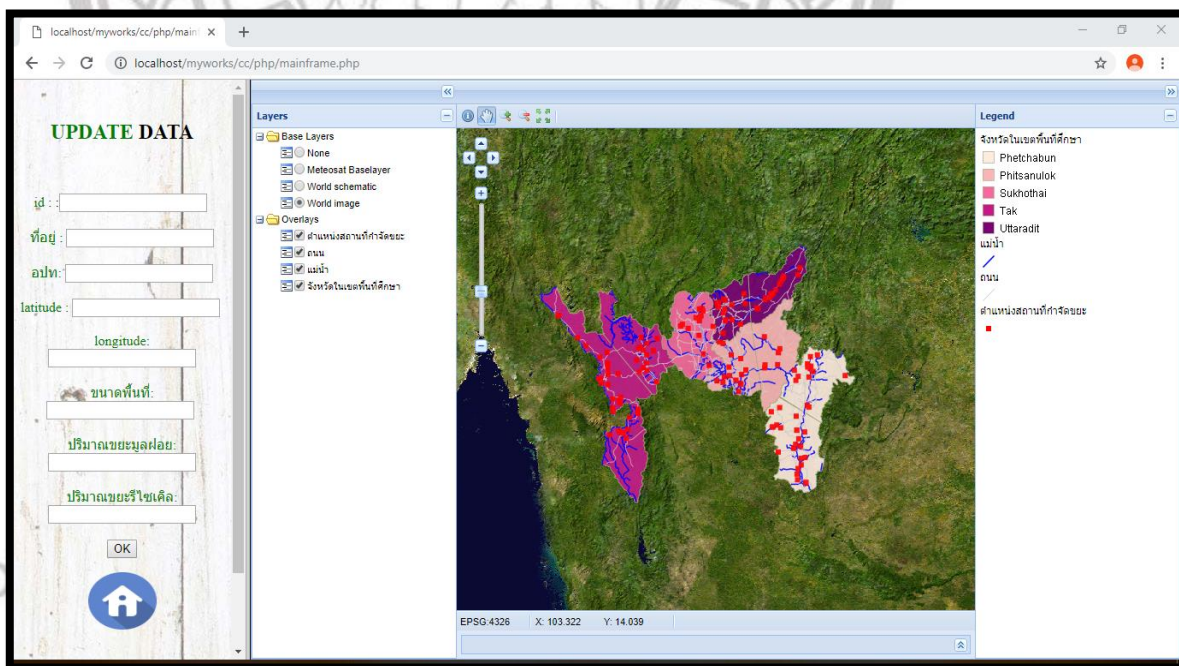 localhost/myworks/cc/php/main
localhost/myworks/cc/php/mainframe.php
UPDATE DATA
id : :
ที่อยู่ :
อปท:
latitude :
longitude:
ขนาดพื้นที่:
ปริมาณขยะมูลฝอย:
ปริมาณขยะรีไซเคิล:
OK
Layers
Base Layers
None
Meteosat Baselayer
World schematic
World image
Overlays
ตำแหน่งสถานที่กำจัดขยะ
ถนน
แม่น้ำ
จังหวัดในเขตพื้นที่ศึกษา
EPSG:4326 X: 103.322 Y: 14.039
Legend
จังหวัดในเขตพื้นที่ศึกษา
Phetchabun
Phitsanulok
Sukhothai
Tak
Uttaradit
แม่น้ำ
ถนน
ตำแหน่งสถานที่กำจัดขยะ